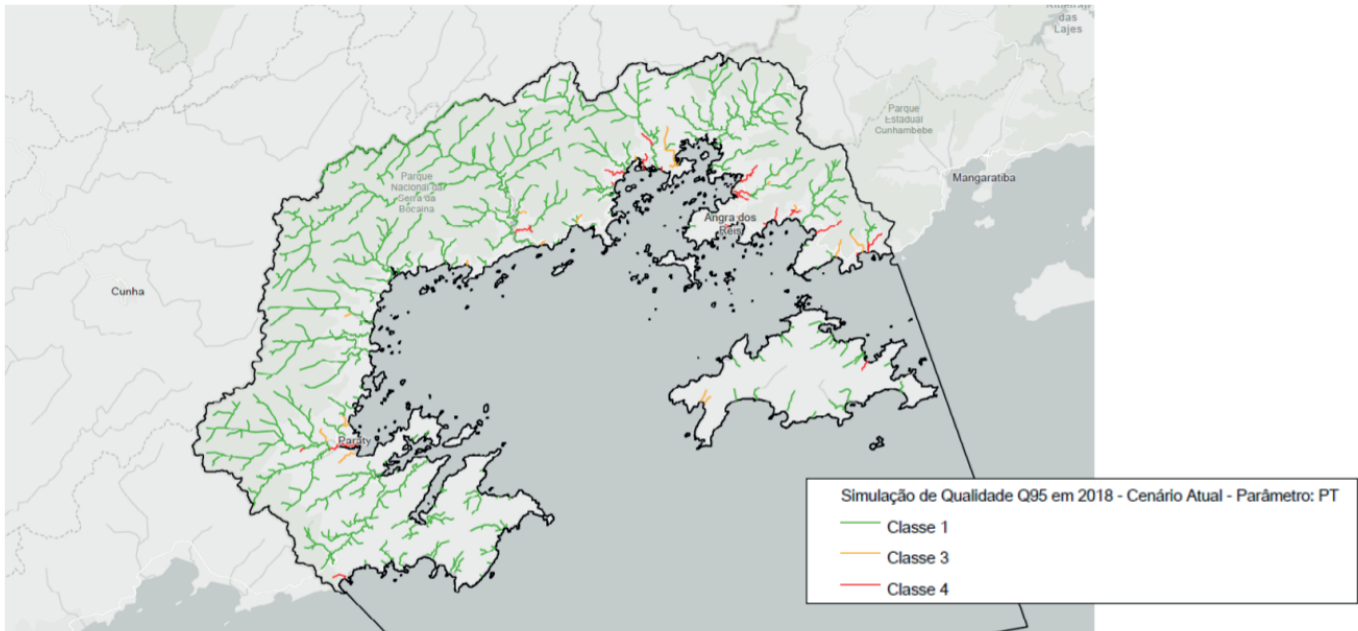 das
Lajes
Parque
Estadual
Cunhambebe
Mangaratiba
Parque
Nacional da
Serra da
Bocaina
Angra dos
Reis
Cunha
Paraty
Simulação de Qualidade Q95 em 2018 - Cenário Atual - Parâmetro: PT
Classe 1
Classe 3
Classe 4